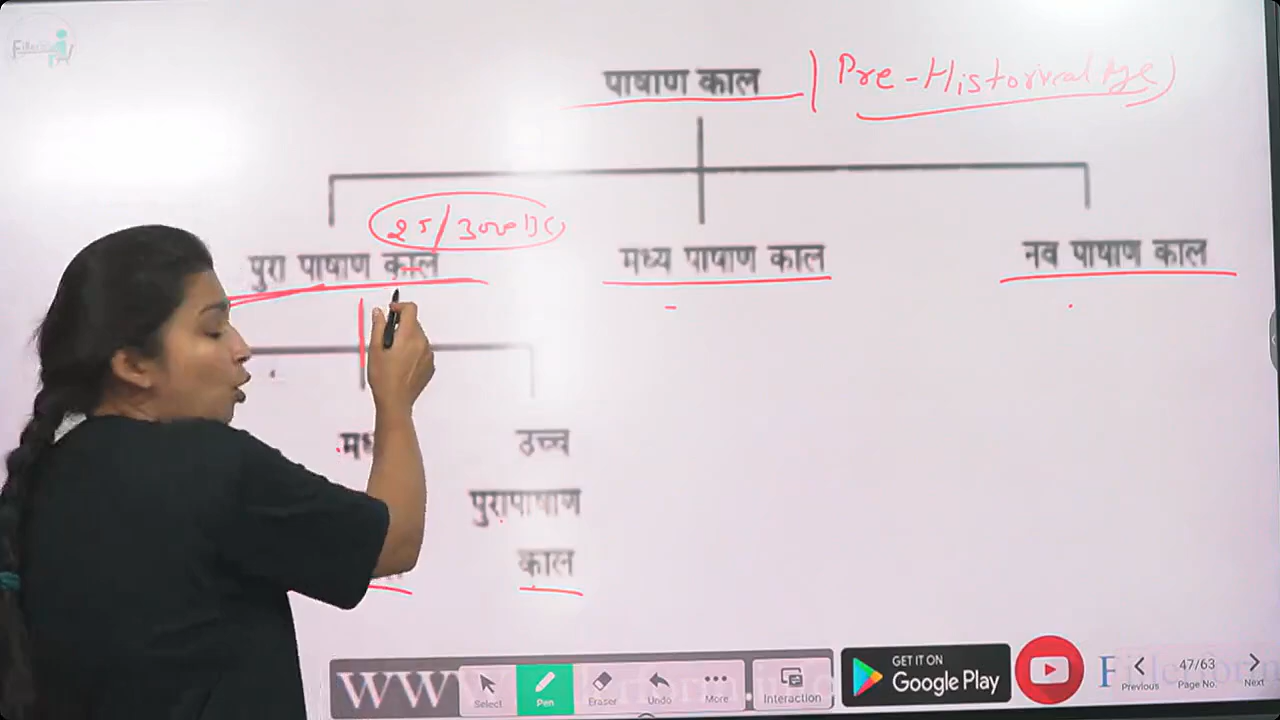 पाषाण काल
Pre-Historical Age
25/3000 BC
पुरा पाषाण काल
मध्य पाषाण काल
नव पाषाण काल
उच्च
पुरापाषाण
काल
Select
Pen
Eraser
Undo
More
Interaction
GET IT ON
Google Play
Previous
47/63
Page No.
Next